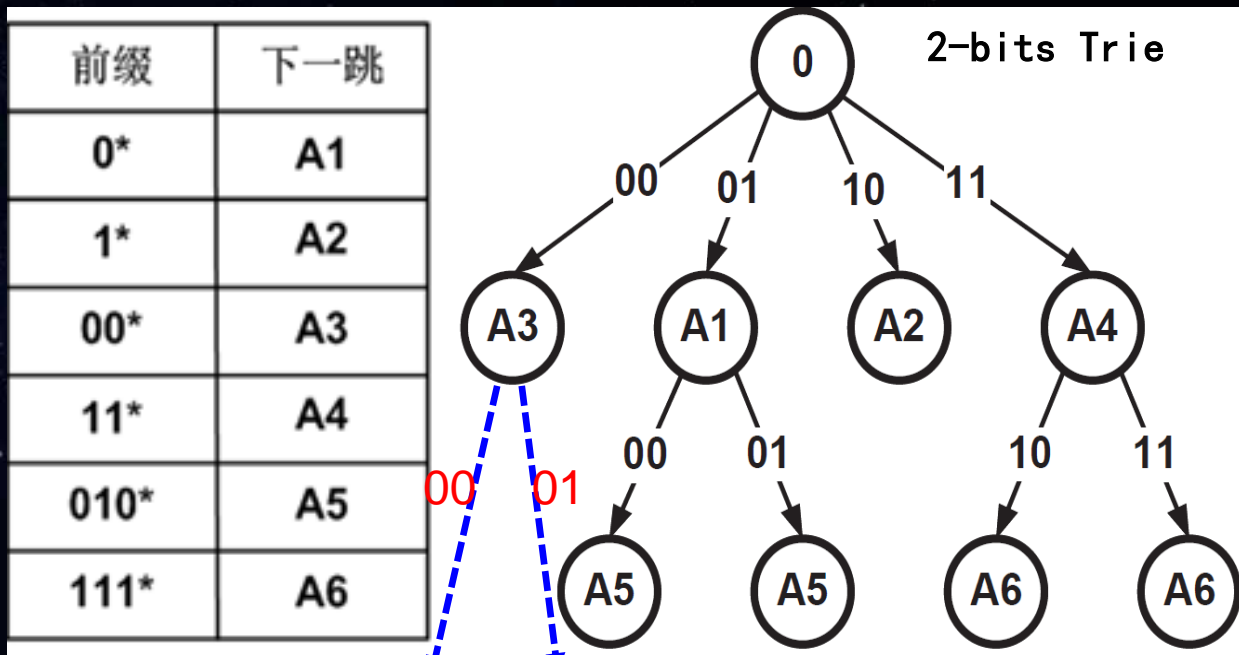 2-bits Trie
前缀 下一跳
0* A1
1* A2
00* A3
11* A4
010* A5
111* A6
0
00 01 10 11
A3 A1 A2 A4
00 01 00 01 10 11
A5 A5 A6 A6